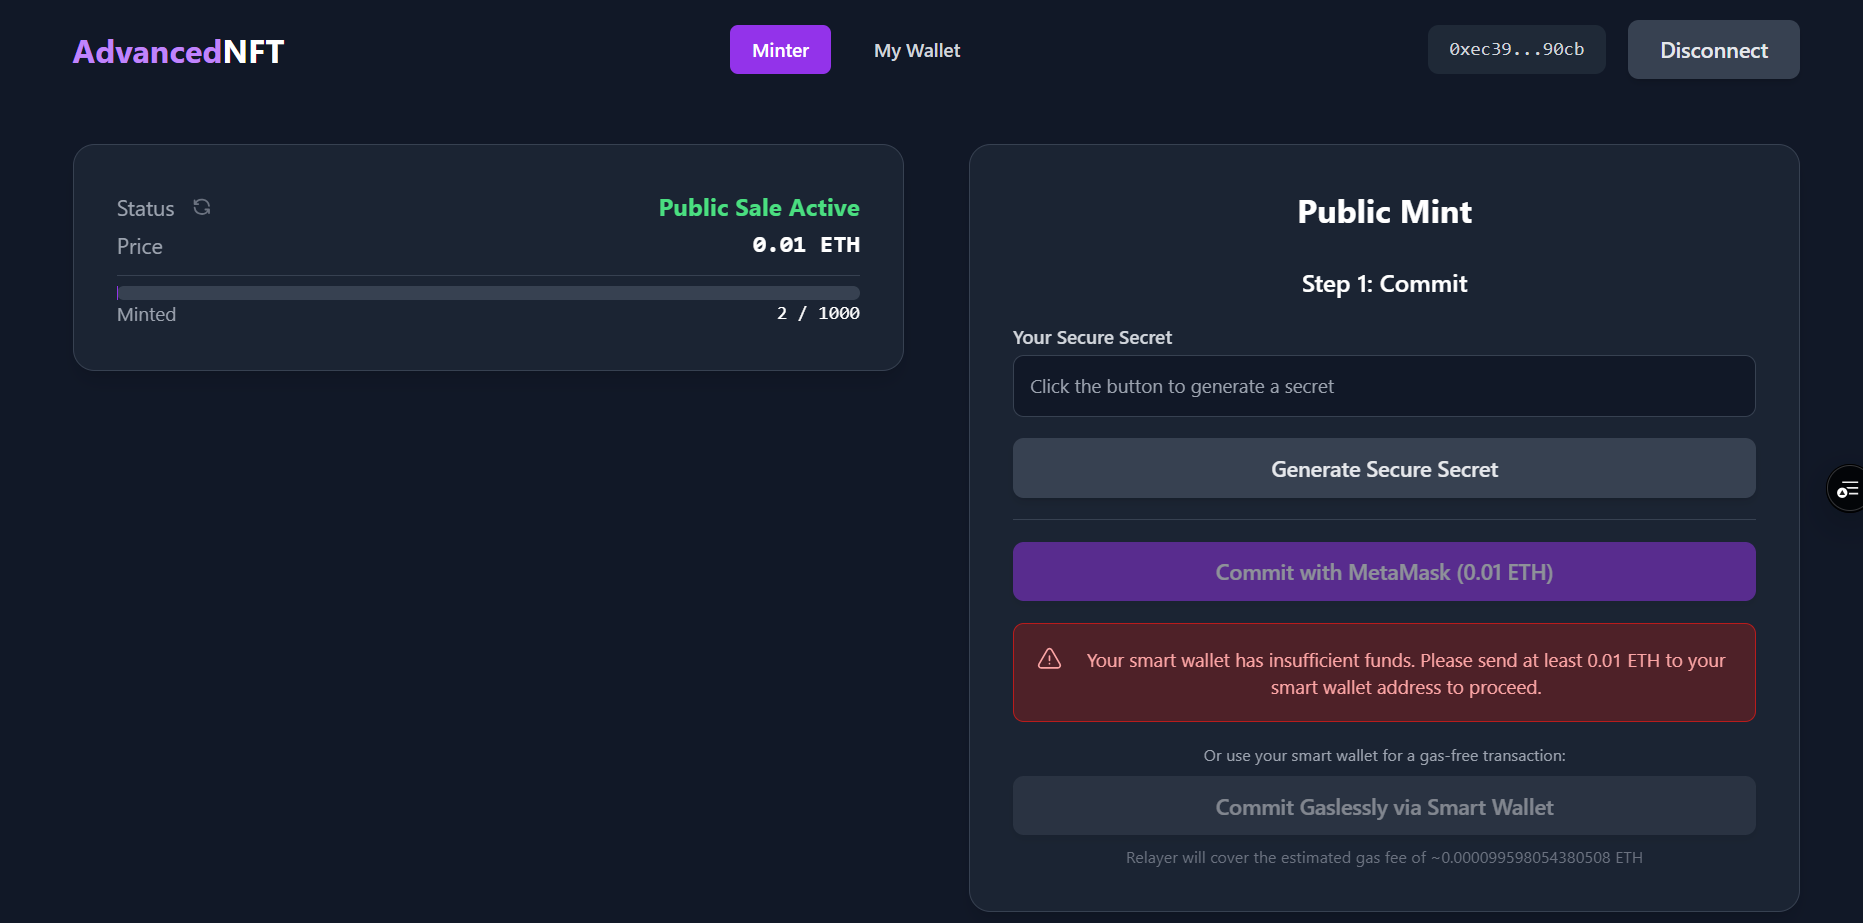 AdvancedNFT
Minter
My Wallet
0xec39...90cb
Disconnect
Status
Public Sale Active
Price
0.01 ETH
Minted
2 / 1000
Public Mint
Step 1: Commit
Your Secure Secret
Click the button to generate a secret
Generate Secure Secret
Commit with MetaMask (0.01 ETH)
Your smart wallet has insufficient funds. Please send at least 0.01 ETH to your
smart wallet address to proceed.
Or use your smart wallet for a gas-free transaction:
Commit Gaslessly via Smart Wallet
Relayer will cover the estimated gas fee of ~0.000099598054380508 ETH